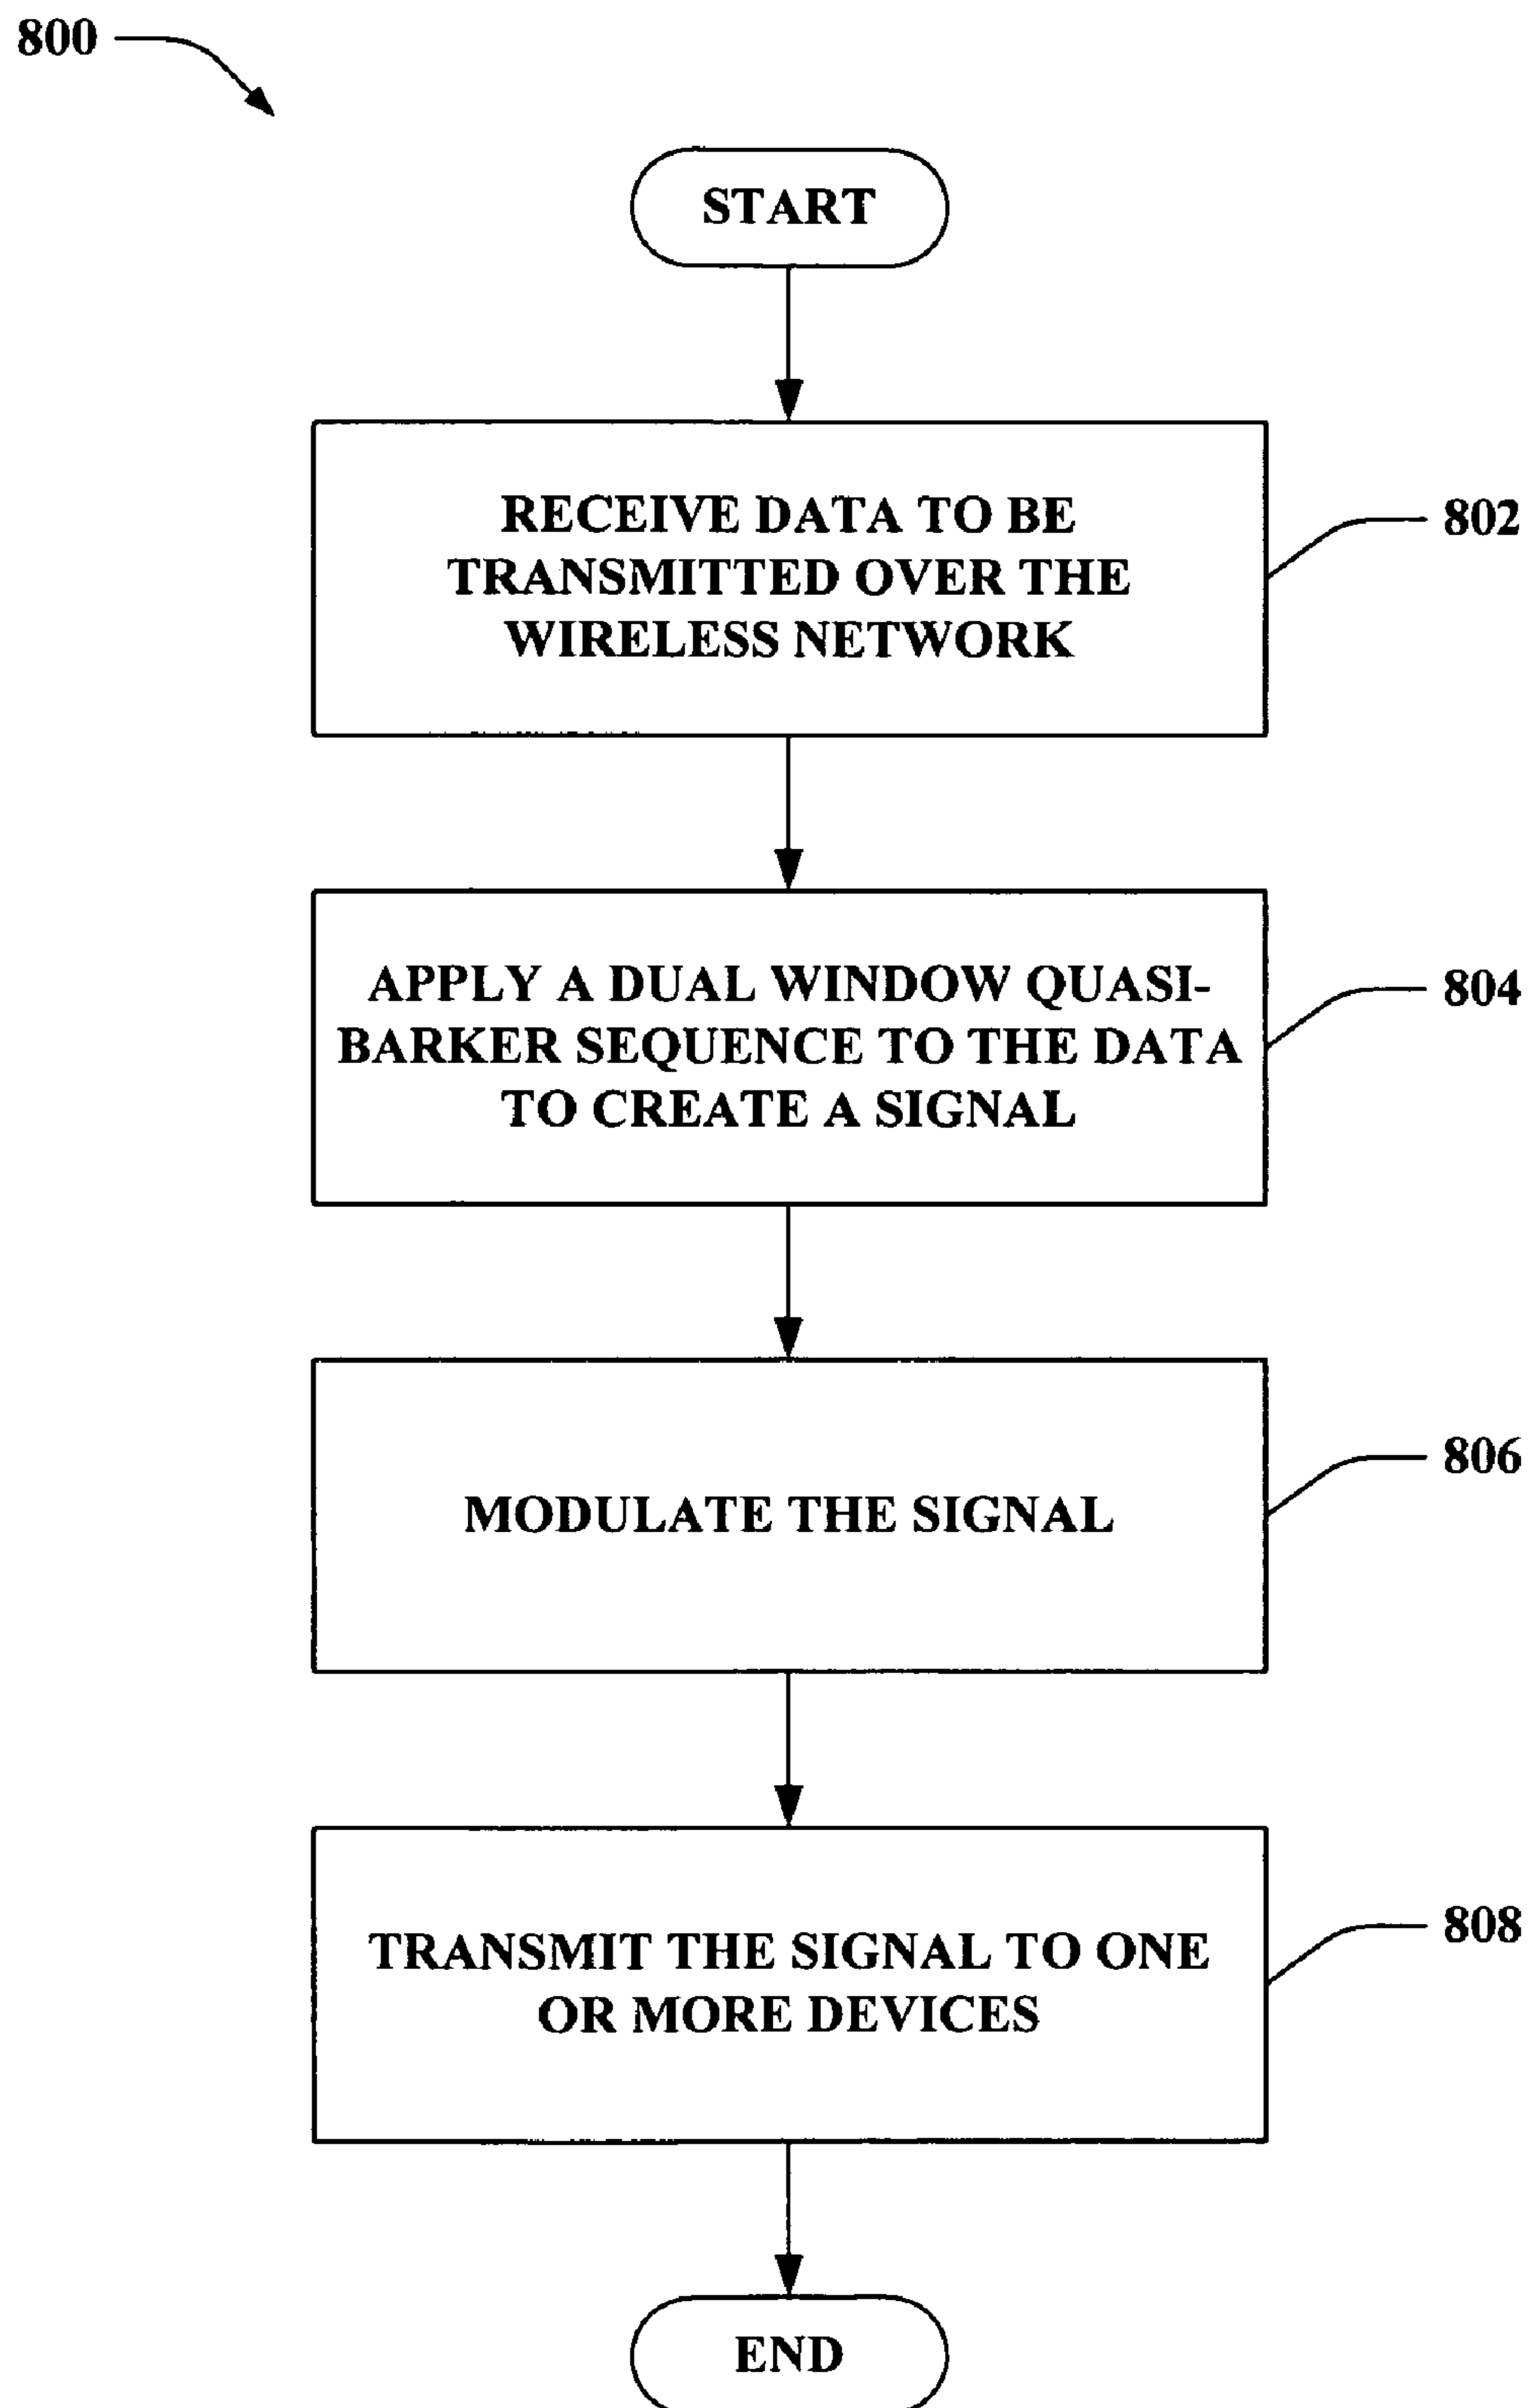 800
START
RECEIVE DATA TO BE
TRANSMITTED OVER THE
WIRELESS NETWORK
802
APPLY A DUAL WINDOW QUASI-
BARKER SEQUENCE TO THE DATA
TO CREATE A SIGNAL
804
MODULATE THE SIGNAL
806
TRANSMIT THE SIGNAL TO ONE
OR MORE DEVICES
808
END